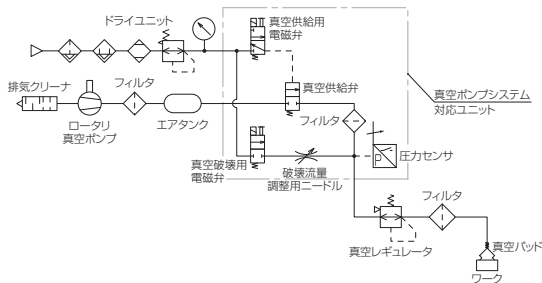 ドライユニット
真空供給用
電磁弁
排気クリーナ
フィルタ
真空供給弁
真空ポンプシステム
対応ユニット
ロータリ
真空ポンプ
エアタンク
フィルタ
圧力センサ
P
真空破壊用
電磁弁
破壊流量
調整用ニードル
フィルタ
真空レギュレータ
真空パッド
ワーク